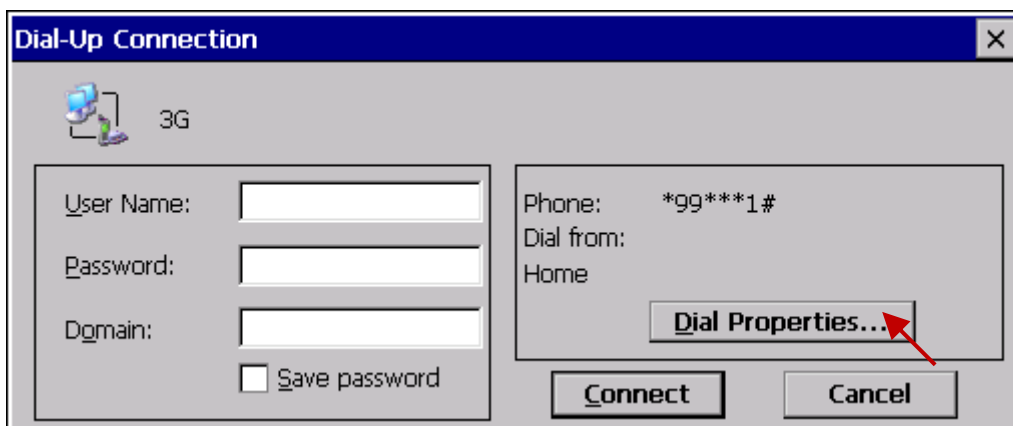 Dial-Up Connection
3G
User Name:
Password:
Domain:
Save password
Phone: *99***1#
Dial from:
Home
Dial Properties...
Connect
Cancel